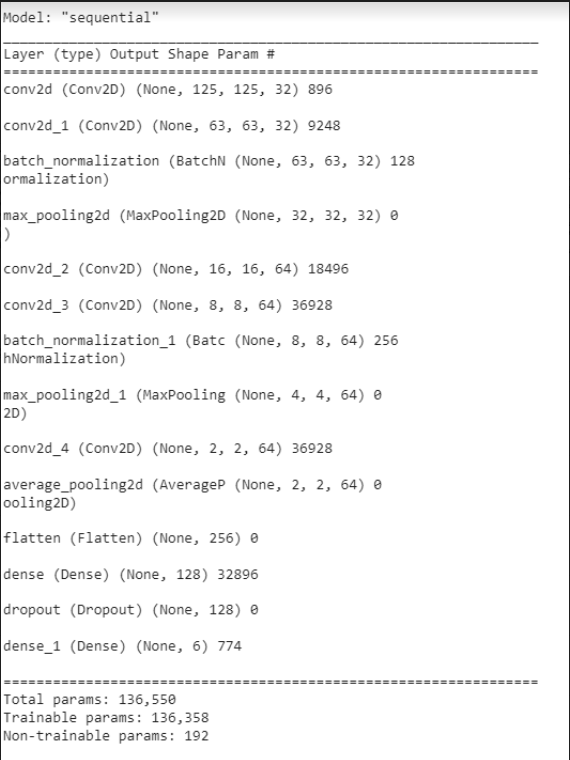 Model: "sequential"
_________________________________________________________________
Layer (type) Output Shape Param #
=================================================================
conv2d (Conv2D) (None, 125, 125, 32) 896
conv2d_1 (Conv2D) (None, 63, 63, 32) 9248
batch_normalization (BatchN (None, 63, 63, 32) 128
ormalization)
max_pooling2d (MaxPooling2D (None, 32, 32, 32) 0
)
conv2d_2 (Conv2D) (None, 16, 16, 64) 18496
conv2d_3 (Conv2D) (None, 8, 8, 64) 36928
batch_normalization_1 (Batc (None, 8, 8, 64) 256
hNormalization)
max_pooling2d_1 (MaxPooling (None, 4, 4, 64) 0
2D)
conv2d_4 (Conv2D) (None, 2, 2, 64) 36928
average_pooling2d (AverageP (None, 2, 2, 64) 0
ooling2D)
flatten (Flatten) (None, 256) 0
dense (Dense) (None, 128) 32896
dropout (Dropout) (None, 128) 0
dense_1 (Dense) (None, 6) 774
=================================================================
Total params: 136,550
Trainable params: 136,358
Non-trainable params: 192